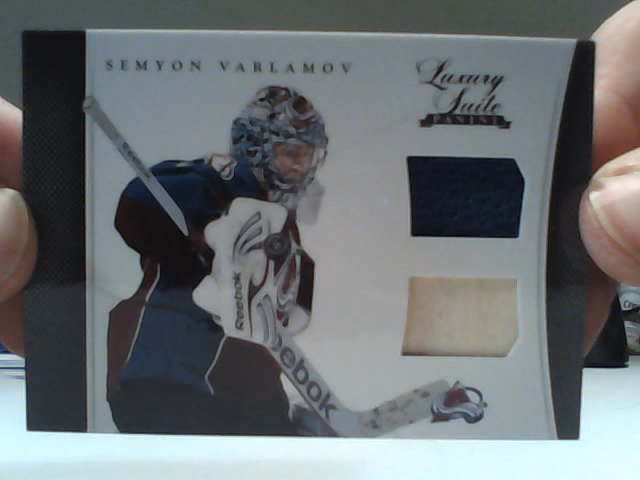 SEMYON VARLAMOV
Luxury
Suite
PANINI
Reebok
Reebok